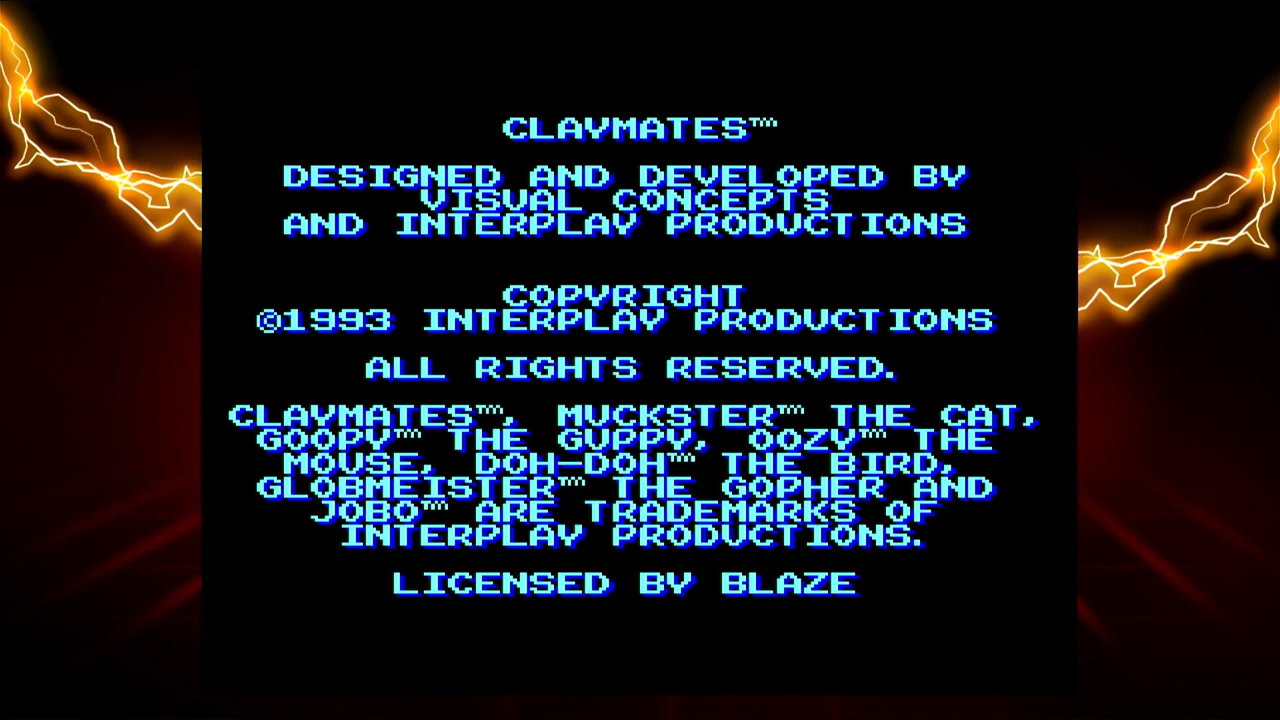 CLAYMATES™
DESIGNED AND DEVELOPED BY
VISUAL CONCEPTS
AND INTERPLAY PRODUCTIONS
COPYRIGHT
©1993 INTERPLAY PRODUCTIONS
ALL RIGHTS RESERVED.
CLAYMATES™, MUCKSTER™ THE CAT,
GOOPY™ THE GUPPY, OOZY™ THE
MOUSE, DOH-DOH™ THE BIRD,
GLOBMEISTER™ THE GOPHER AND
JOBO™ ARE TRADEMARKS OF
INTERPLAY PRODUCTIONS.
LICENSED BY BLAZE